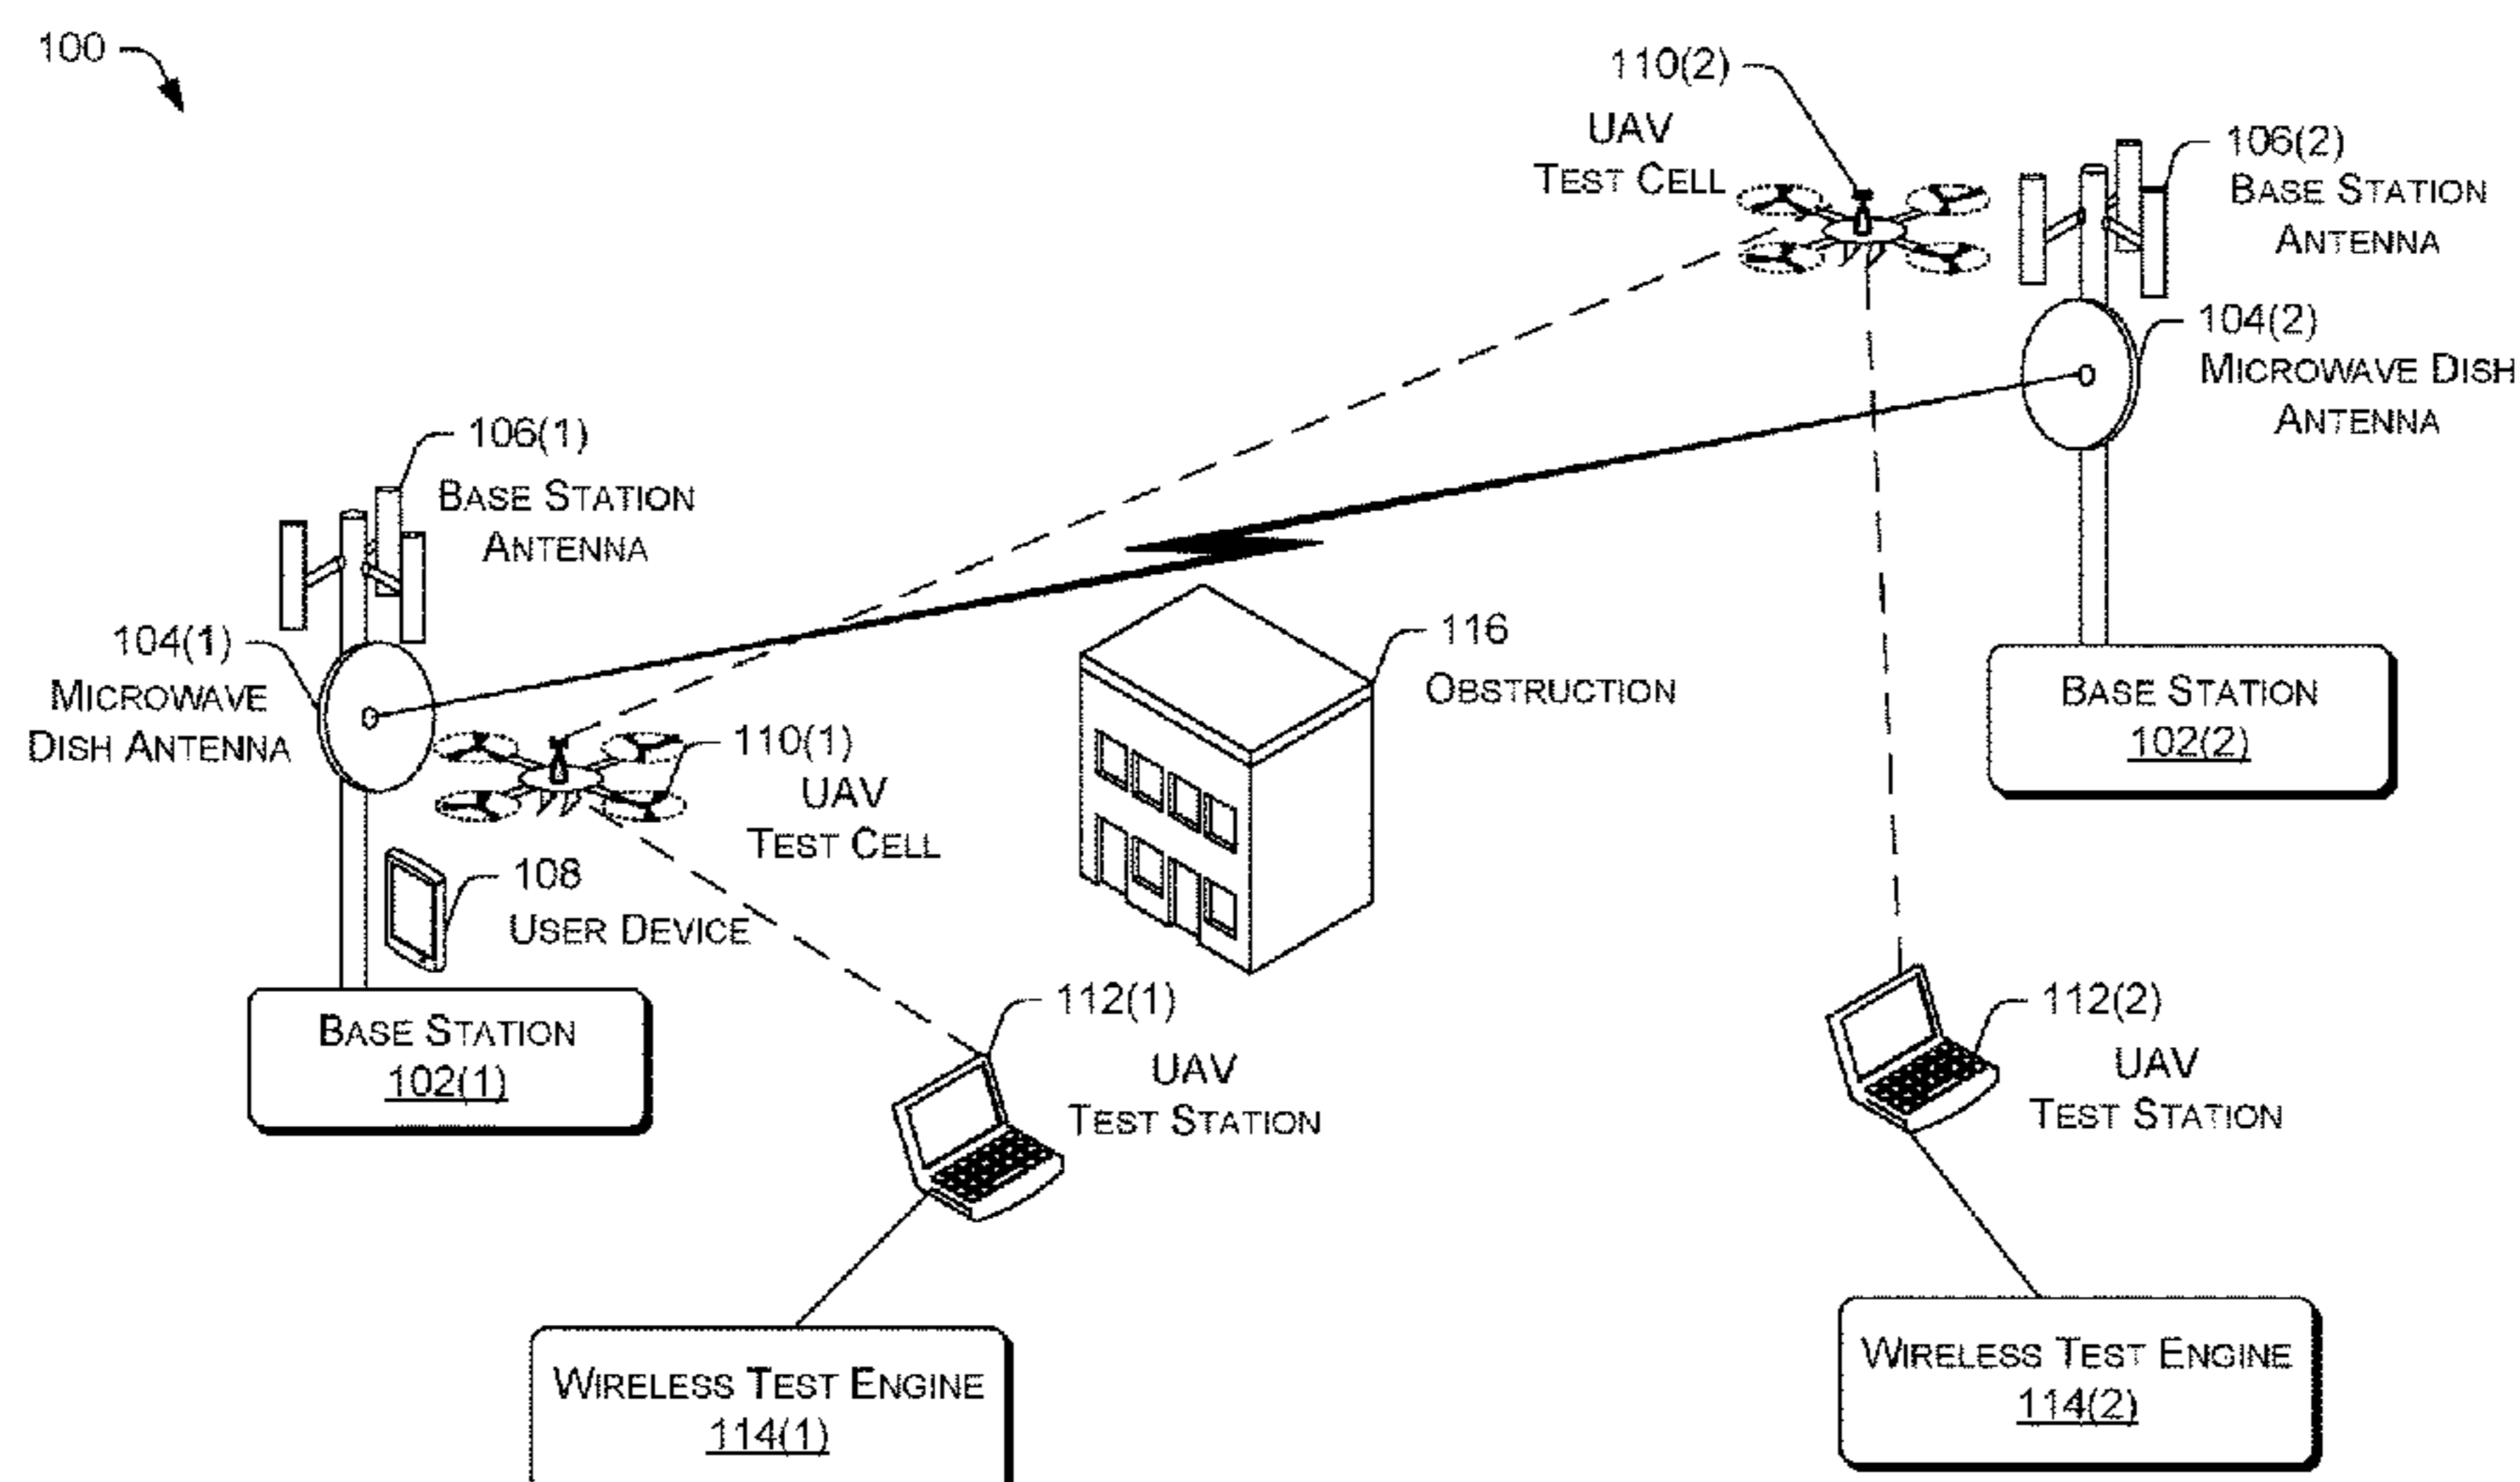 100
110(2)
UAV
TEST CELL
106(2)
BASE STATION
ANTENNA
104(2)
MICROWAVE DISH
ANTENNA
106(1)
BASE STATION
ANTENNA
104(1)
MICROWAVE
DISH ANTENNA
116
OBSTRUCTION
BASE STATION
102(2)
110(1)
UAV
TEST CELL
108
USER DEVICE
BASE STATION
102(1)
112(1)
UAV
TEST STATION
112(2)
UAV
TEST STATION
WIRELESS TEST ENGINE
114(1)
WIRELESS TEST ENGINE
114(2)